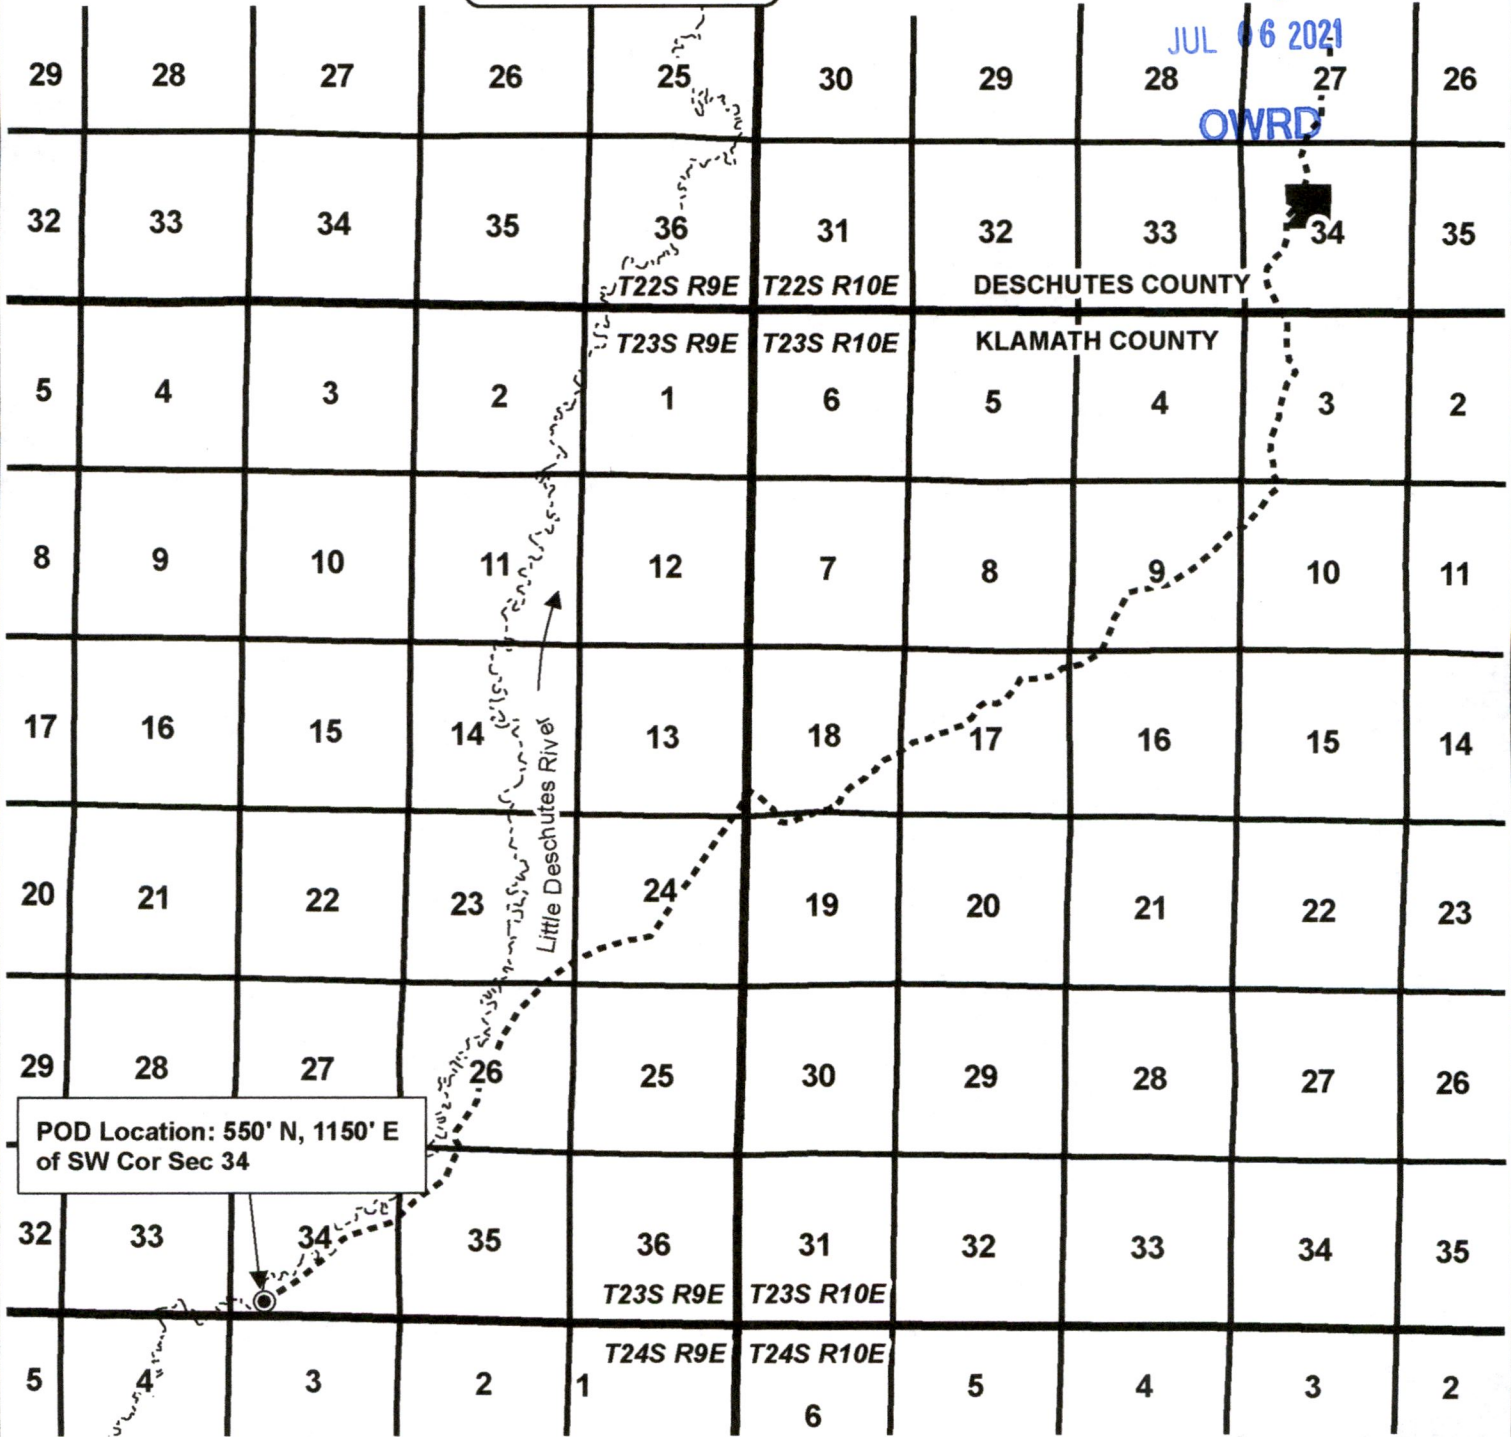 JUL 06 2021
29 28 27 26 25 30 29 28 27 26
OWRD
32 33 34 35 36 31 32 33 34 35
T22S R9E T22S R10E DESCHUTES COUNTY
T23S R9E T23S R10E KLAMATH COUNTY
5 4 3 2 1 6 5 4 3 2
8 9 10 11 12 7 8 9 10 11
17 16 15 14 13 18 17 16 15 14
Little Deschutes River
20 21 22 23 24 19 20 21 22 23
29 28 27 26 25 30 29 28 27 26
POD Location: 550' N, 1150' E
of SW Cor Sec 34
32 33 34 35 36 31 32 33 34 35
T23S R9E T23S R10E
T24S R9E T24S R10E
5 4 3 2 1 6 5 4 3 2